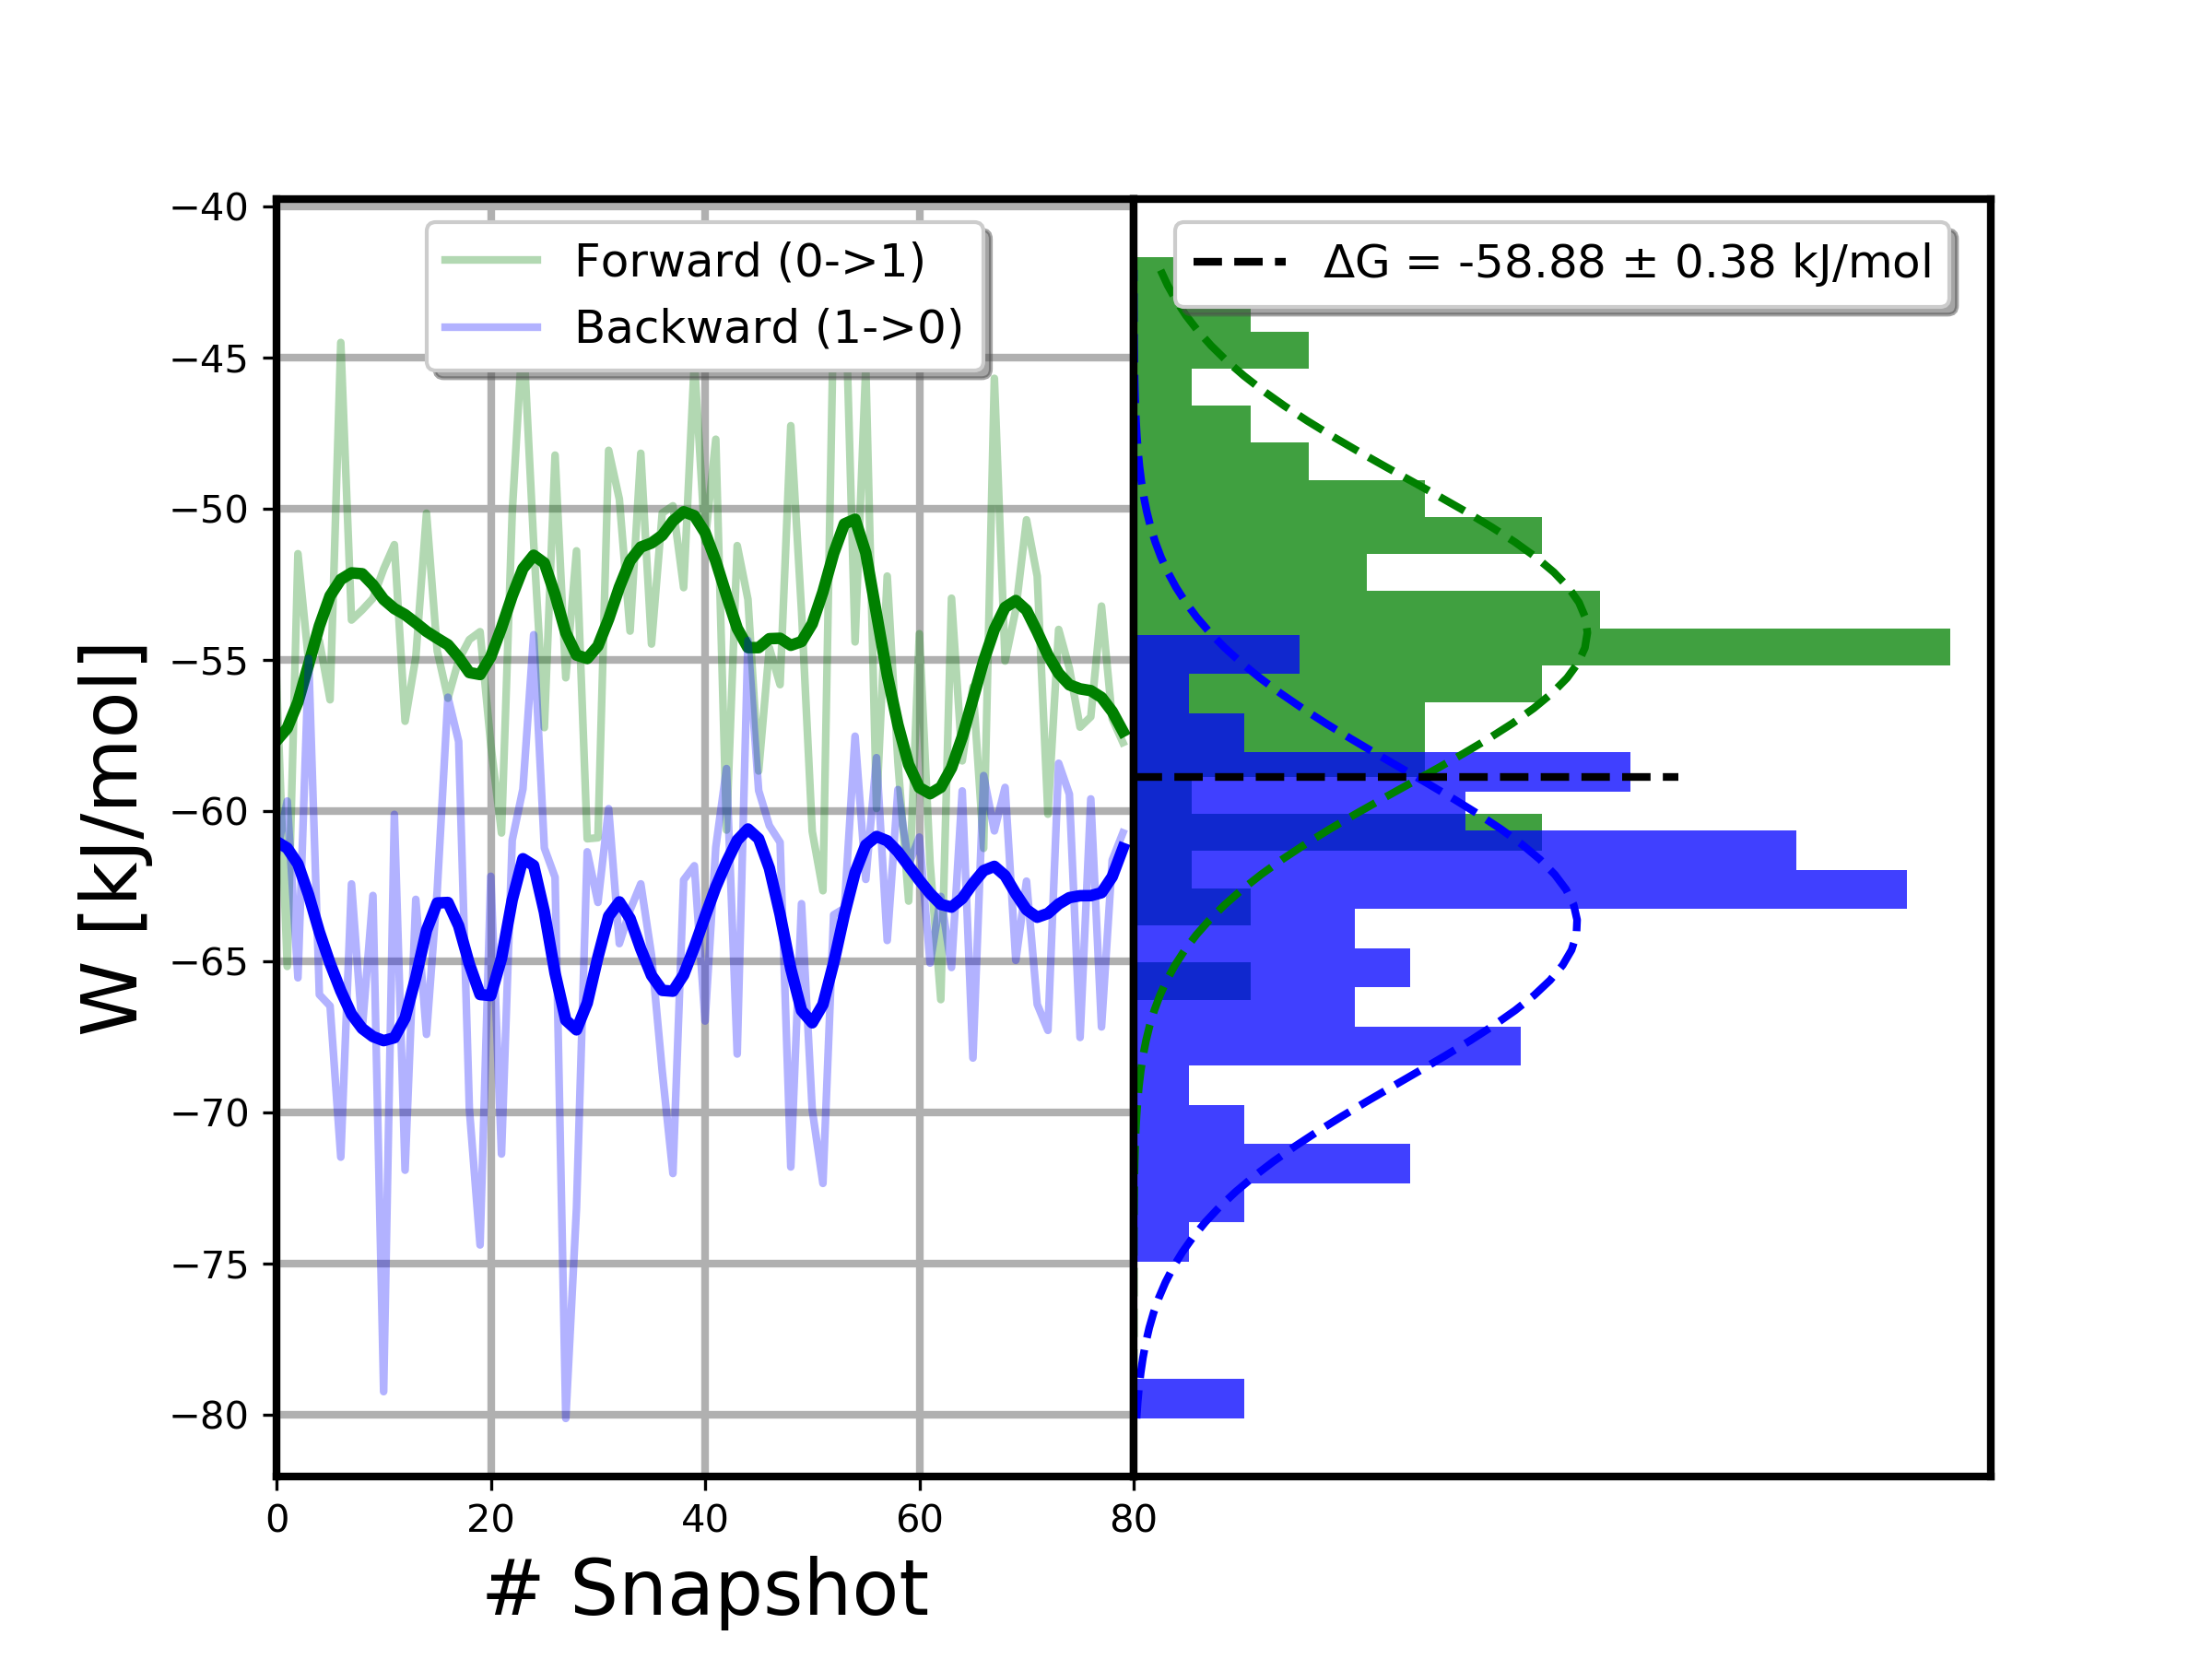 Forward (0->1)
Backward (1->0)
ΔG = -58.88 ± 0.38 kJ/mol
W [kJ/mol]
−40
−45
−50
−55
−60
−65
−70
−75
−80
0 20 40 60 80
# Snapshot